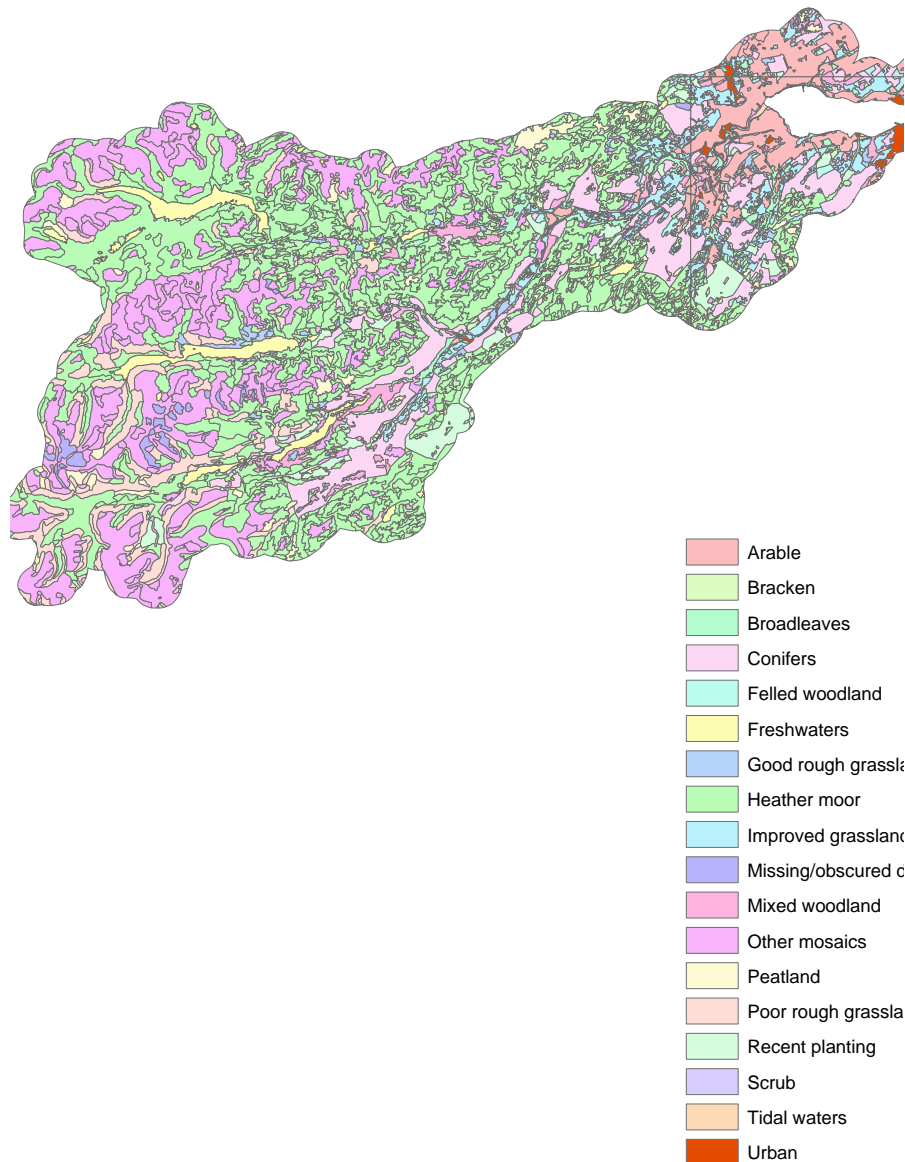 Arable
Bracken
Broadleaves
Conifers
Felled woodland
Freshwaters
Good rough grassla
Heather moor
Improved grassland
Missing/obscured d
Mixed woodland
Other mosaics
Peatland
Poor rough grassla
Recent planting
Scrub
Tidal waters
Urban